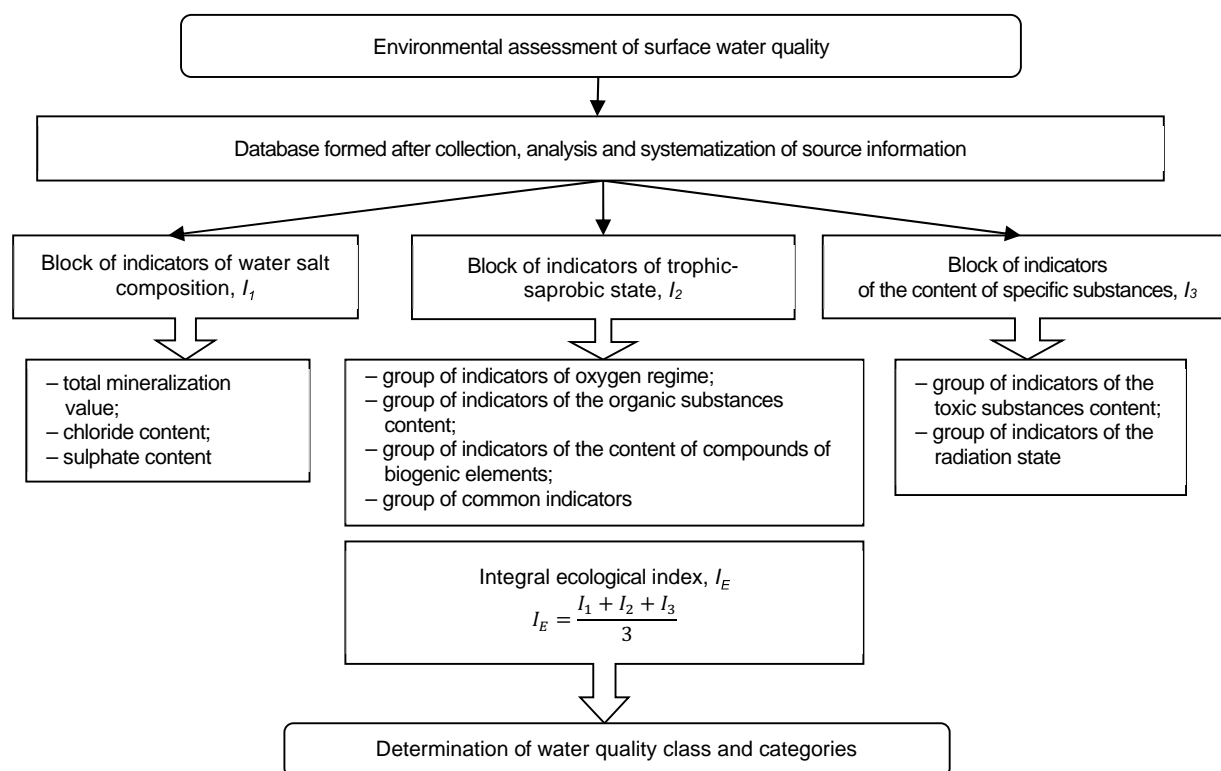 Environmental assessment of surface water quality
Database formed after collection, analysis and systematization of source information
Block of indicators of water salt
composition, I₁
Block of indicators of trophic-
saprobic state, I₂
Block of indicators
of the content of specific substances, I₃
– total mineralization
value;
– chloride content;
– sulphate content
– group of indicators of oxygen regime;
– group of indicators of the organic substances
content;
– group of indicators of the content of compounds of
biogenic elements;
– group of common indicators
– group of indicators of the
toxic substances content;
– group of indicators of the
radiation state
Integral ecological index, I_E
I_E = (I₁ + I₂ + I₃) / 3
Determination of water quality class and categories